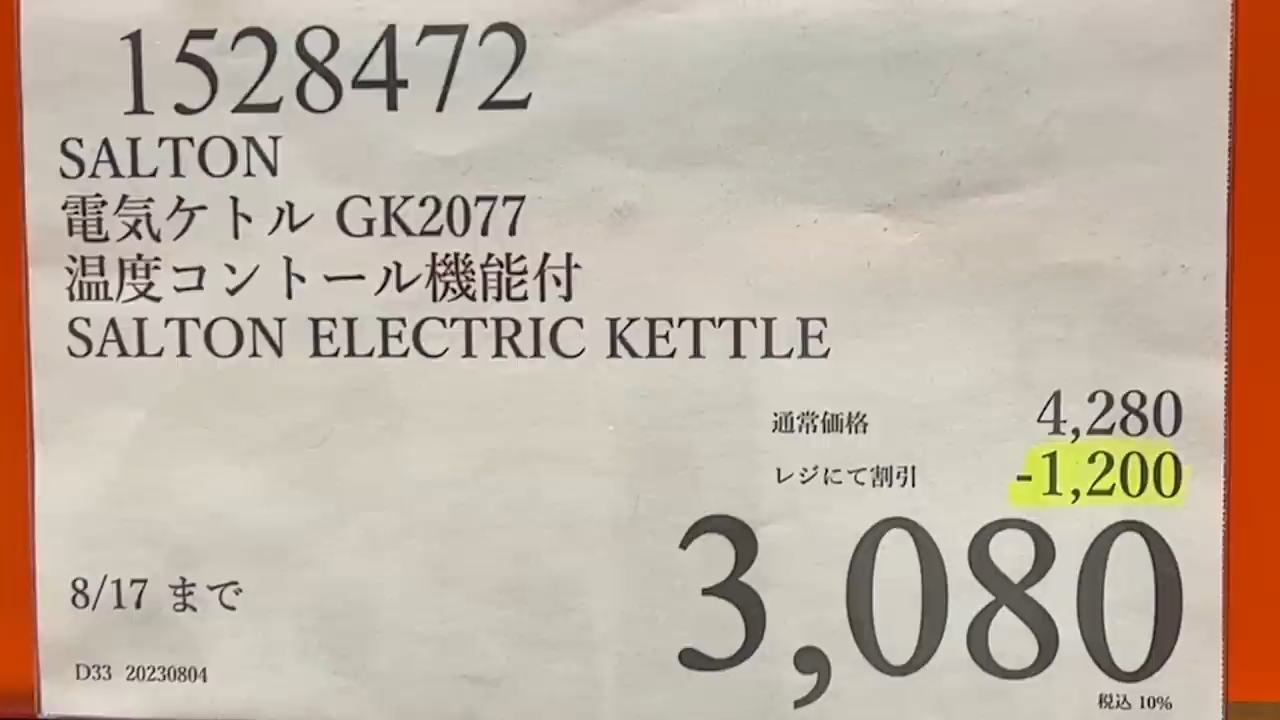 1528472
SALTON
電気ケトル GK2077
温度コントール機能付
SALTON ELECTRIC KETTLE
通常価格 4,280
レジにて割引 -1,200
3,080
8/17 まで
D33 20230804
税込 10%